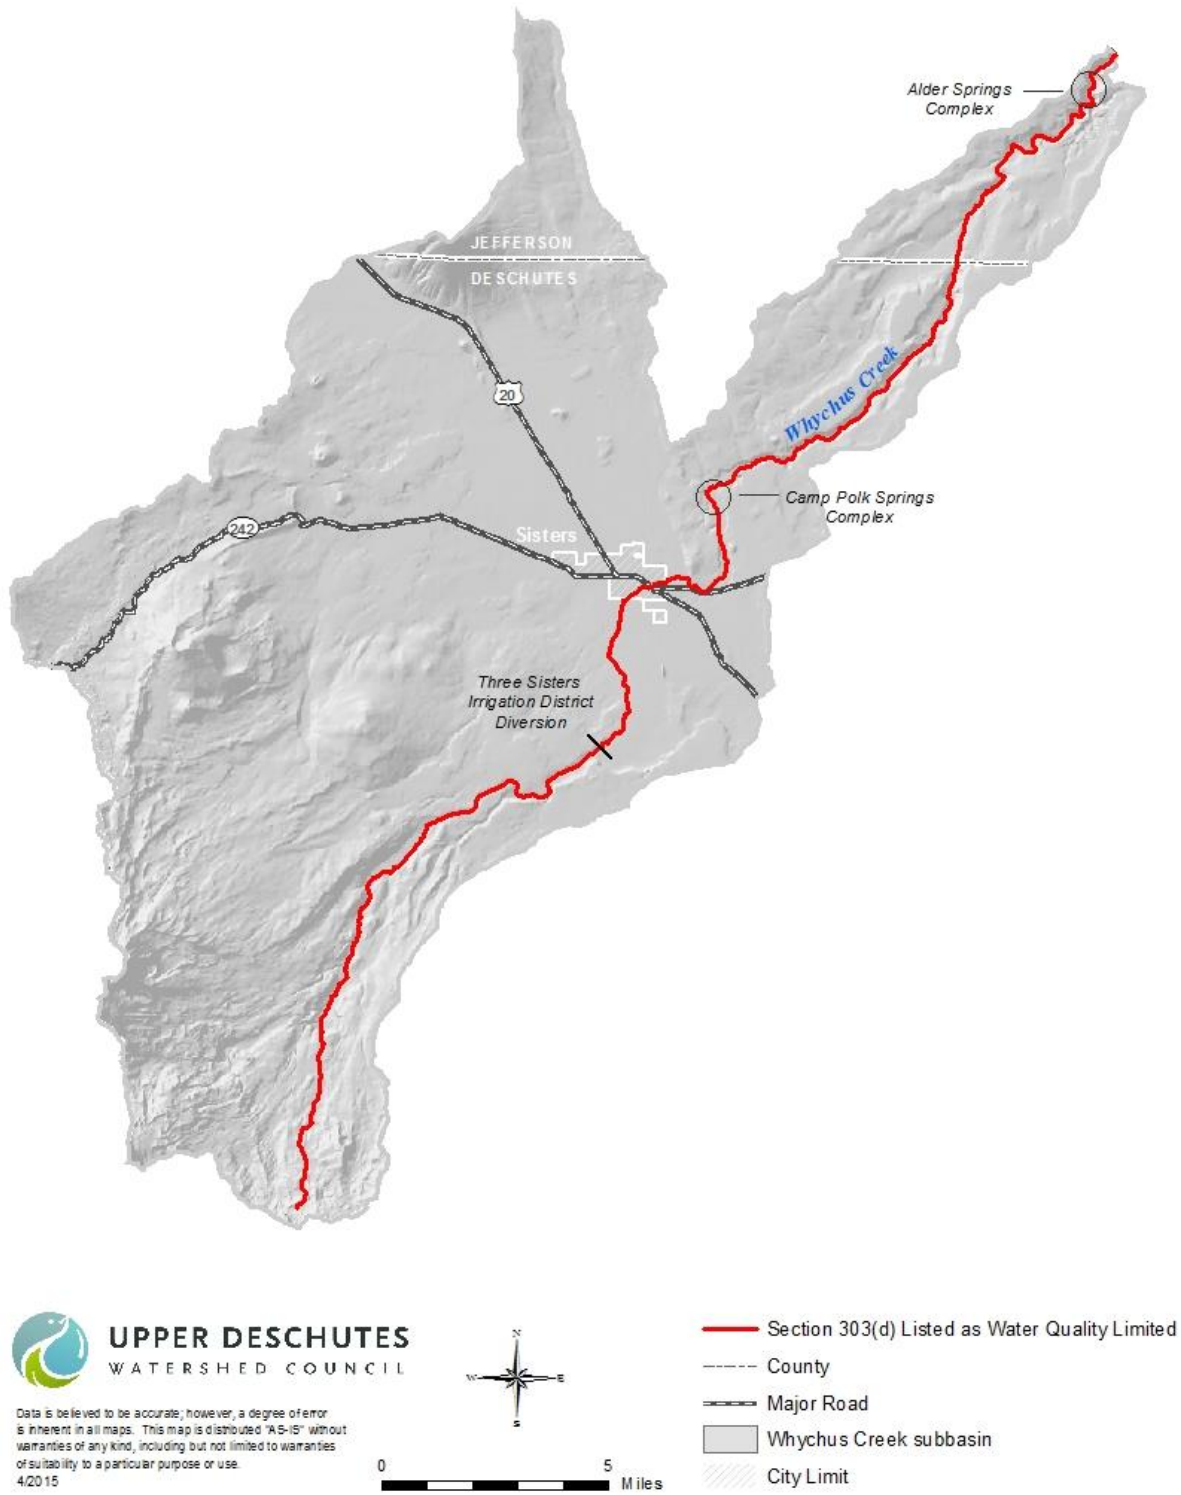 Alder Springs
Complex
JEFFERSON
DESCHUTES
20
Whychus Creek
Camp Polk Springs
Complex
242
Sisters
Three Sisters
Irrigation District
Diversion
UPPER DESCHUTES
WATERSHED COUNCIL
Data is believed to be accurate; however, a degree of error
is inherent in all maps. This map is distributed "AS-IS" without
warranties of any kind, including but not limited to warranties
of suitability to a particular purpose or use.
4/2015
N
W E
S
0 5
Miles
Section 303(d) Listed as Water Quality Limited
County
Major Road
Whychus Creek subbasin
City Limit